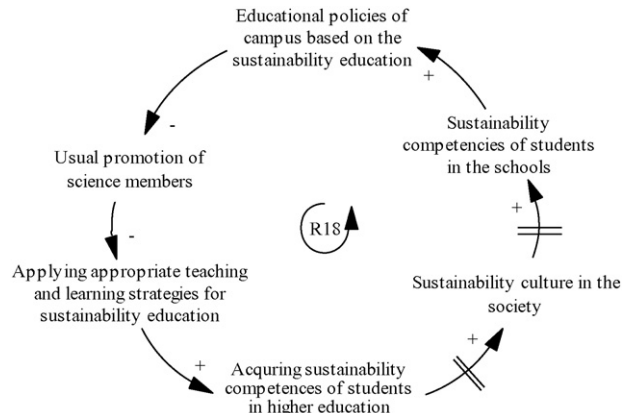 Educational policies of
campus based on the
sustainability education
+
-
Sustainability
competencies of students
in the schools
Usual promotion of
science members
+
R18
-
Applying appropriate teaching
and learning strategies for
sustainability education
Sustainability culture in the
society
+
+
Acquring sustainability
competences of students
in higher education